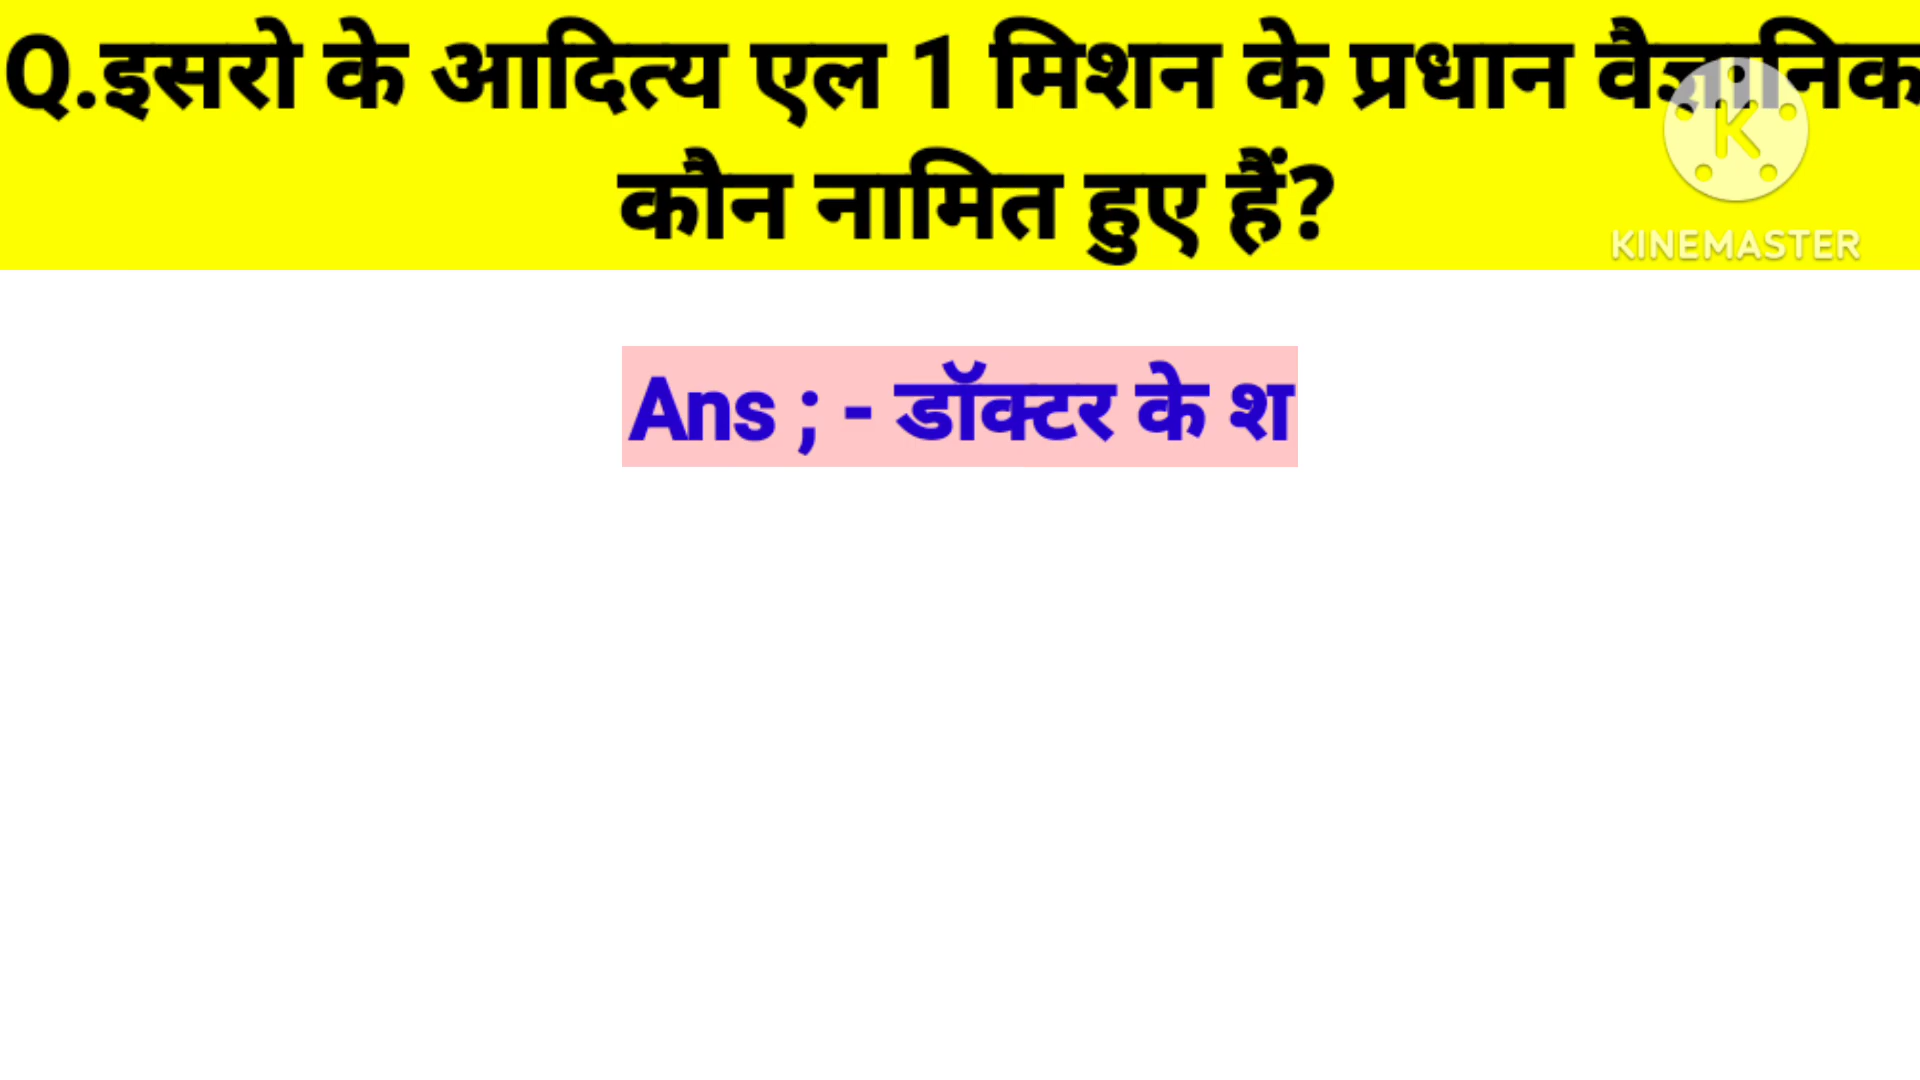 Q.इसरो के आदित्य एल 1 मिशन के प्रधान वैज्ञानिक
कौन नामित हुए हैं?
KINEMASTER
Ans ; - डॉक्टर के श